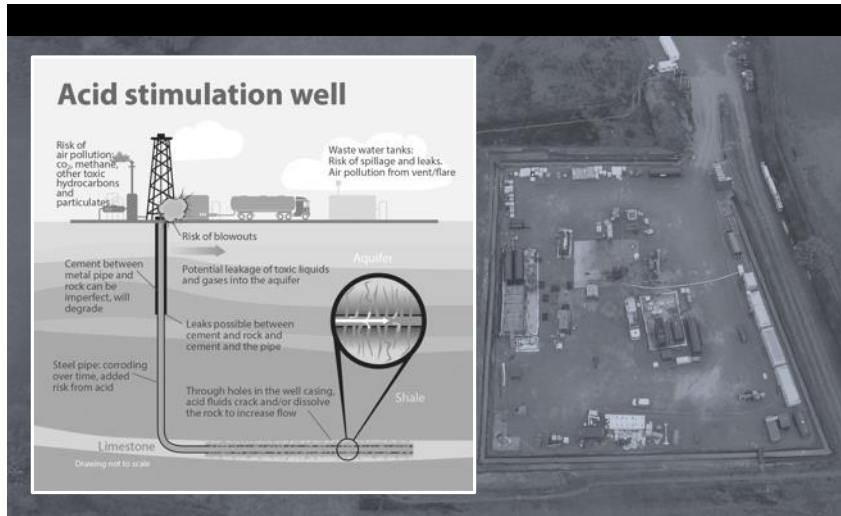 Acid stimulation well
Risk of
air pollution:
co₂, methane,
other toxic
hydrocarbons
and
particulates
Waste water tanks:
Risk of spillage and leaks.
Air pollution from vent/flare
Risk of blowouts
Aquifer
Cement between
metal pipe and
rock can be
imperfect, will
degrade
Potential leakage of toxic liquids
and gases into the aquifer
Leaks possible between
cement and rock and
cement and the pipe
Steel pipe: corroding
over time, added
risk from acid
Through holes in the well casing,
acid fluids crack and/or dissolve
the rock to increase flow
Shale
Limestone
Drawing not to scale